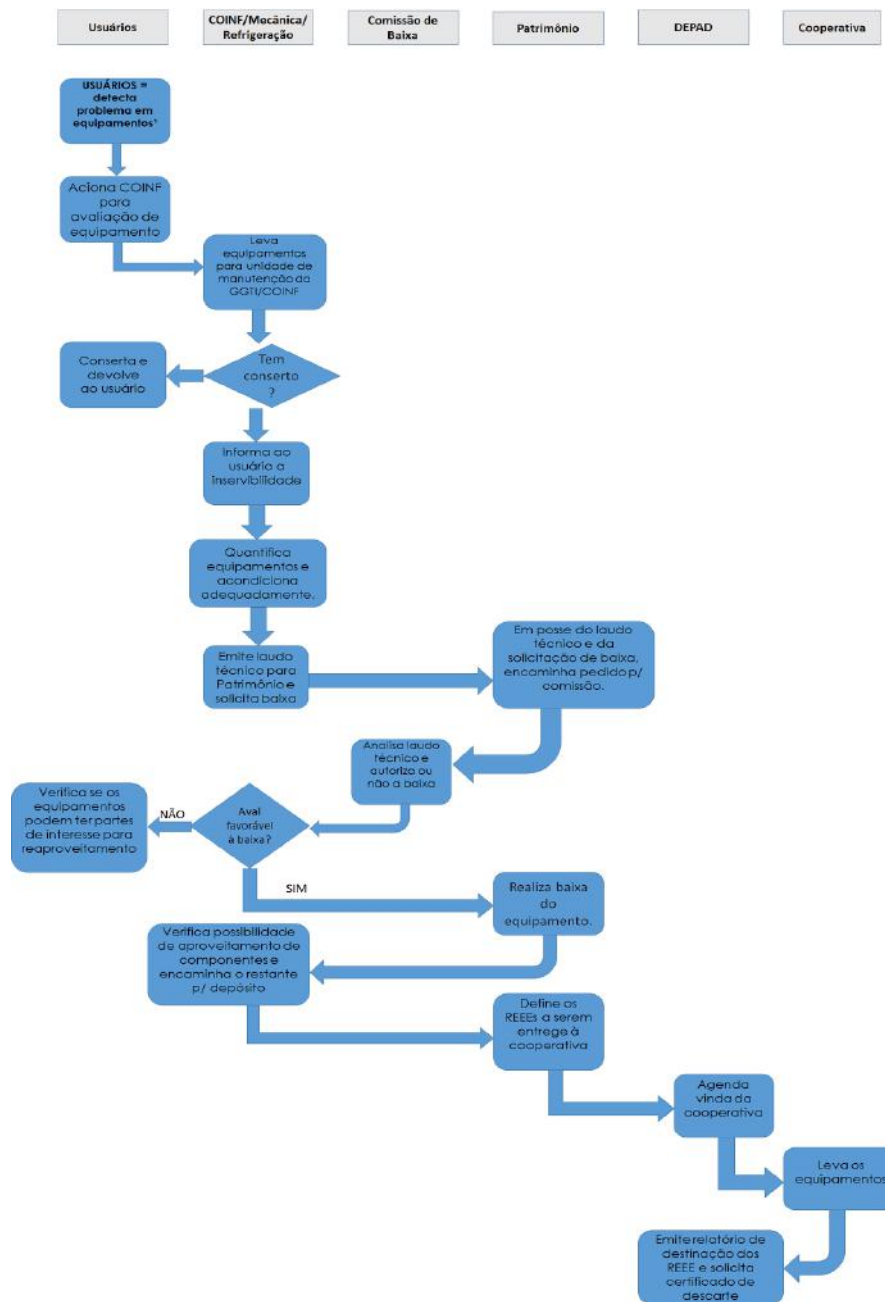 Usuários
COINF/Mecânica/
Refrigeração
Comissão de
Baixa
Patrimônio
DEPAD
Cooperativa
USUÁRIOS =
detecta
problema em
equipamentos¹
Aciona COINF
para
avaliação de
equipamento
Leva
equipamentos
para unidade de
manutenção da
GGTI/COINF
Tem
conserto
?
Conserta e
devolve
ao usuário
Informa ao
usuário a
inservibilidade
Quantifica
equipamentos e
acondiciona
adequadamente.
Emite laudo
técnico para
Patrimônio e
solicita baixa
Em posse do laudo
técnico e da
solicitação de baixa,
encaminha pedido p/
comissão.
Analisa laudo
técnico e
autoriza ou
não a baixa
Aval
favorável
à baixa?
NÃO
Verifica se os
equipamentos
podem ter partes
de interesse para
reaproveitamento
SIM
Realiza baixa
do
equipamento.
Verifica possibilidade
de aproveitamento de
componentes e
encaminha o restante
p/ depósito
Define os
REEEs a serem
entregue à
cooperativa
Agenda
vinda da
cooperativa
Leva os
equipamentos
Emite relatório de
destinação dos
REEE e solicita
certificado de
descarte